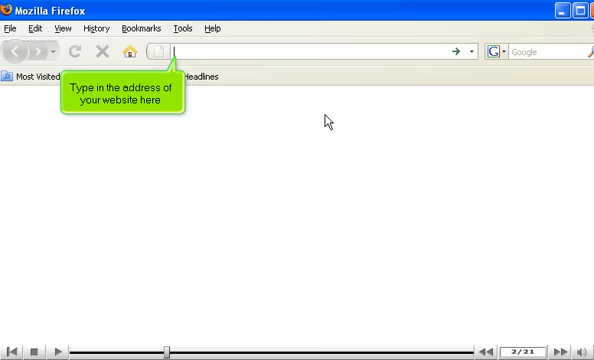 Mozilla Firefox
File Edit View History Bookmarks Tools Help
G Google
Most Visited Headlines
Type in the address of
your website here
2/21